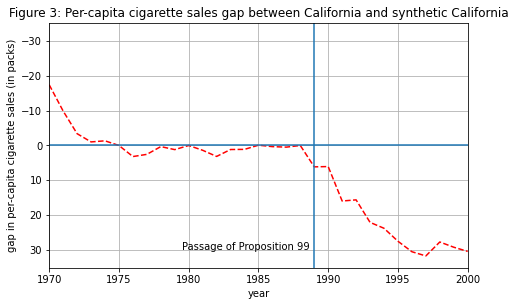 Figure 3: Per-capita cigarette sales gap between California and synthetic California
gap in per-capita cigarette sales (in packs)
−30
−20
−10
0
10
20
30
Passage of Proposition 99
1970 1975 1980 1985 1990 1995 2000
year